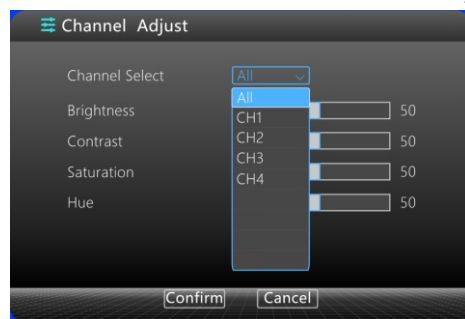 Channel Adjust
Channel Select All
All
Brightness 50
CH1
Contrast CH2 50
CH3
Saturation 50
CH4
Hue 50
Confirm Cancel